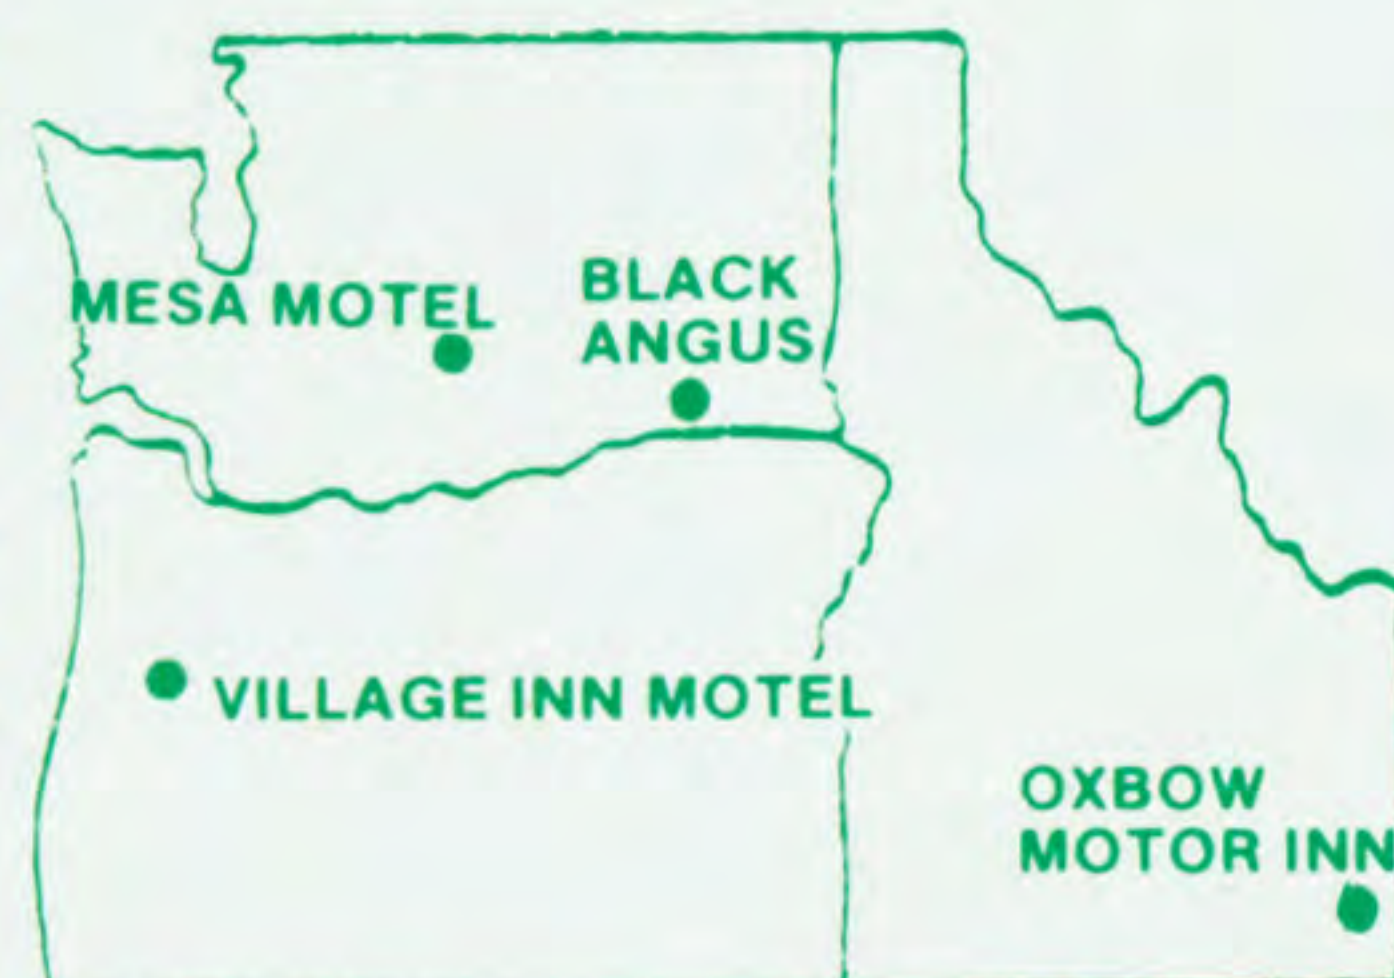 MESA MOTEL
BLACK
ANGUS
VILLAGE INN MOTEL
OXBOW
MOTOR INN